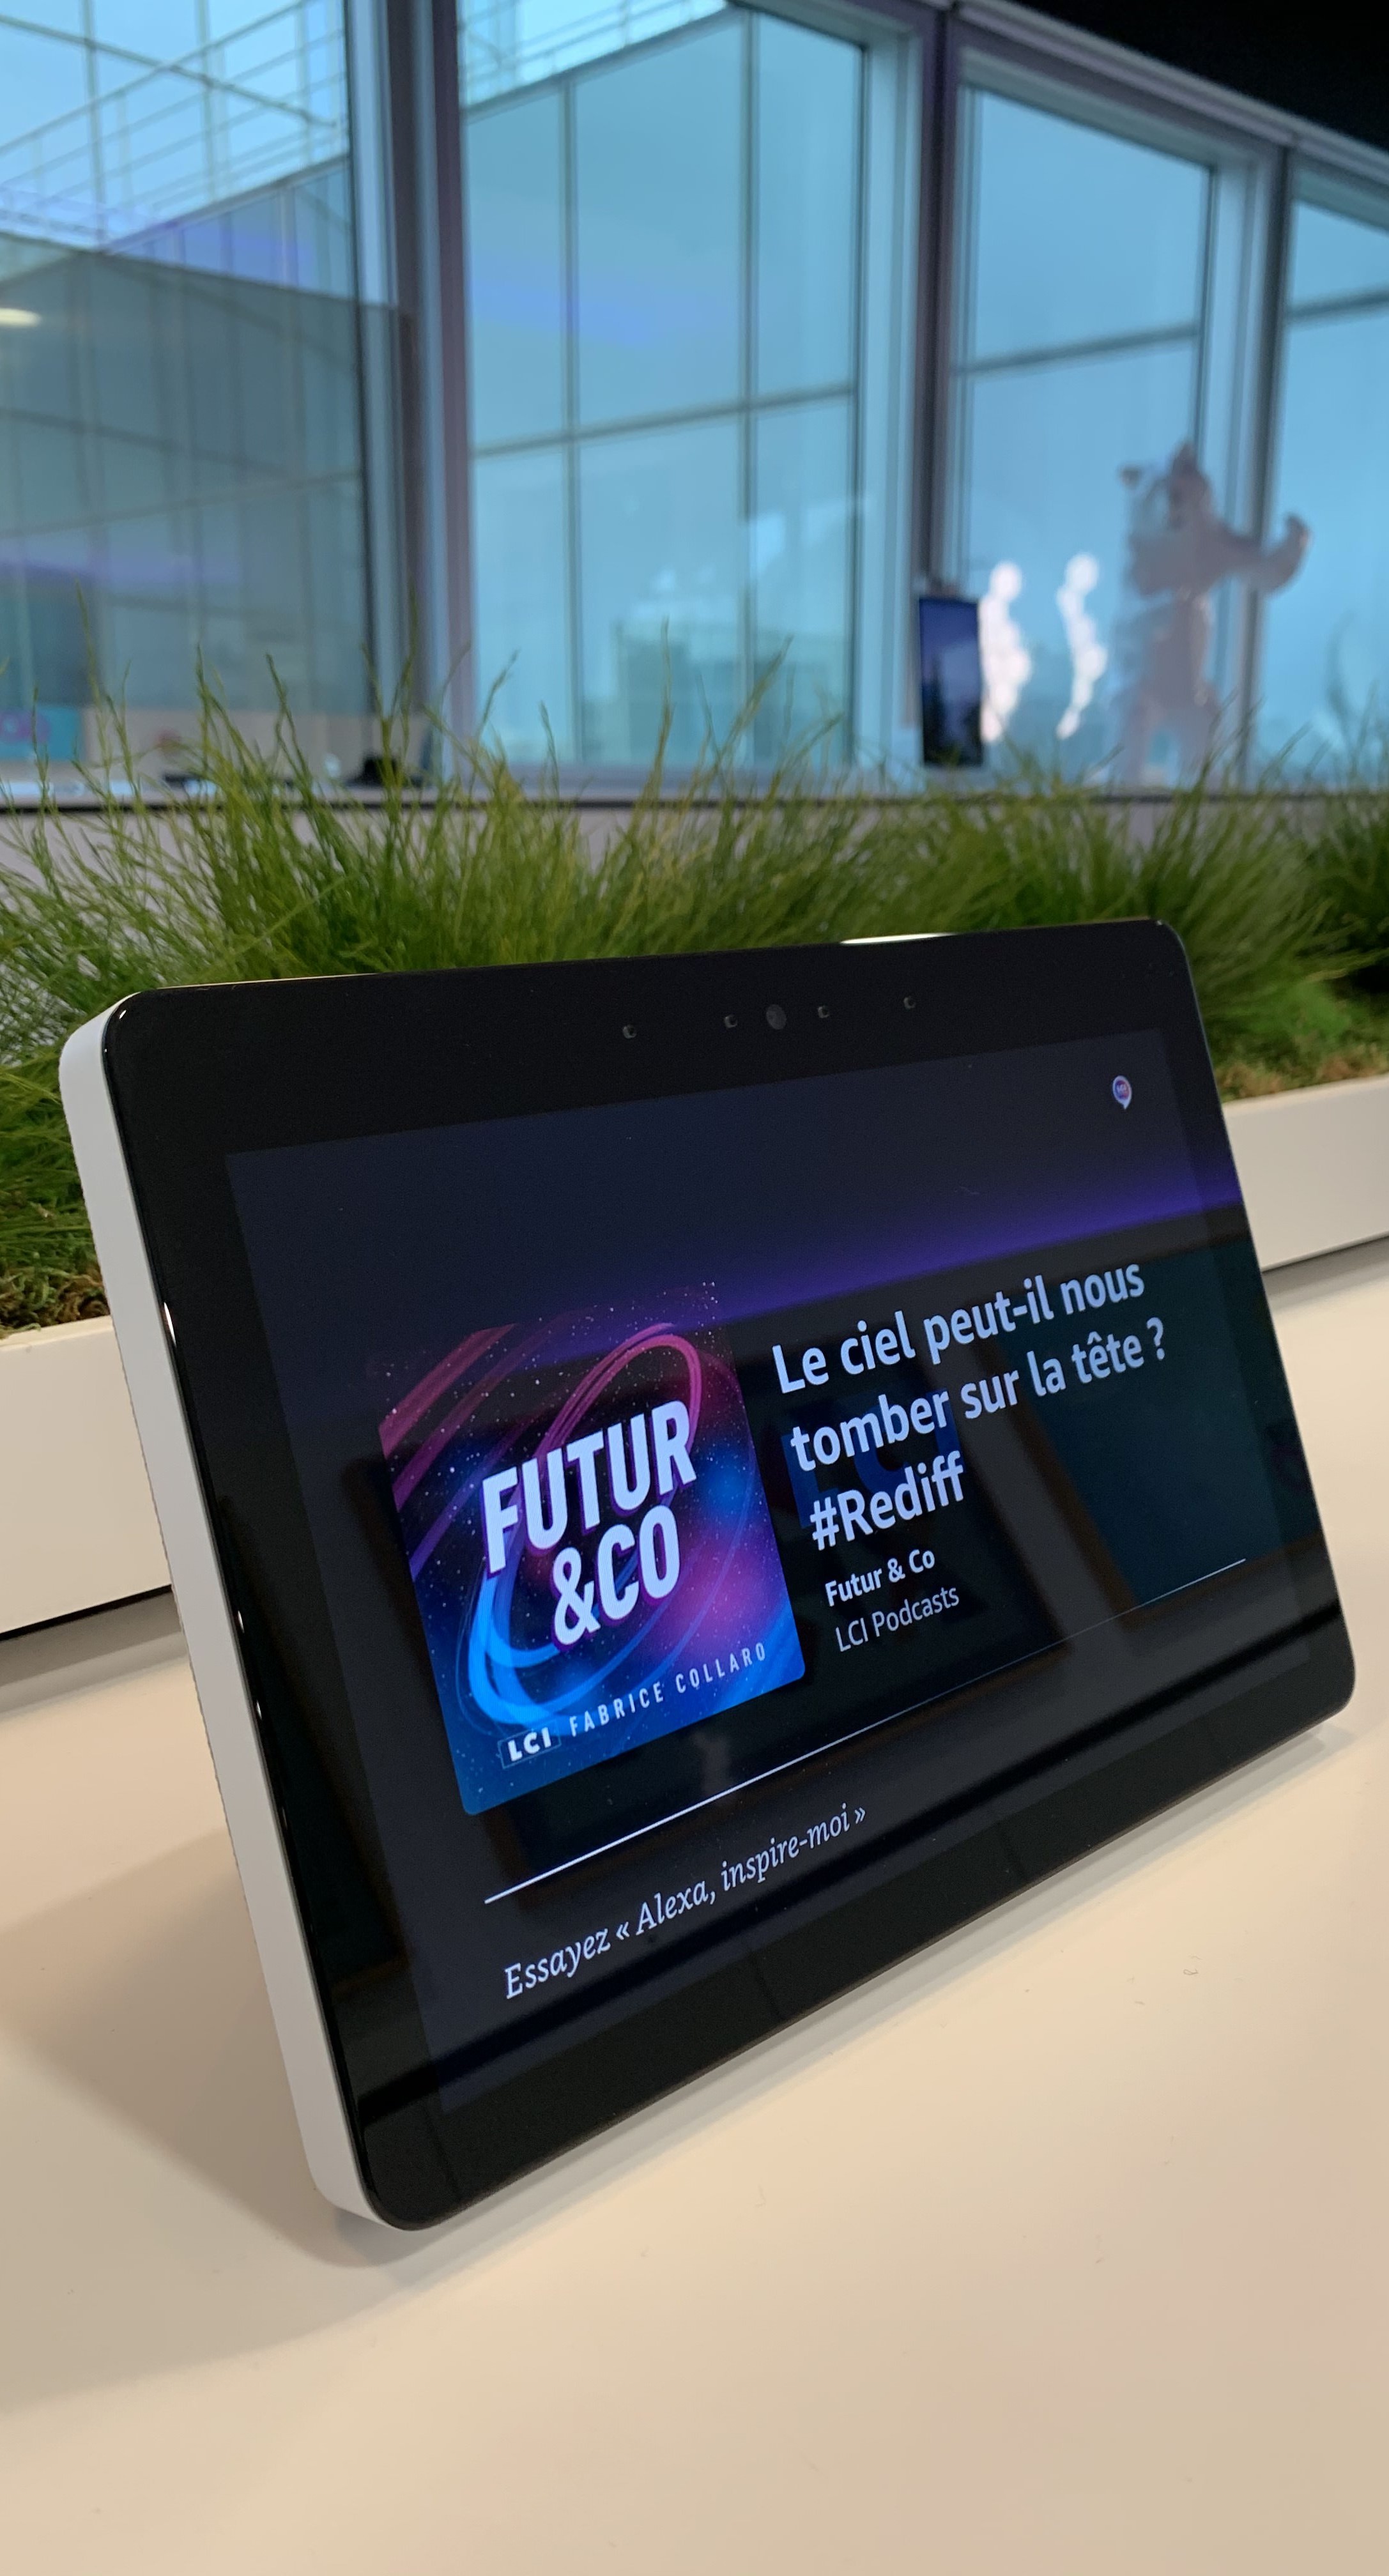 FUTUR
&CO
LCI FABRICE COLLARO
Le ciel peut-il nous
tomber sur la tête ?
#Rediff
Futur & Co
LCI Podcasts
Essayez « Alexa, inspire-moi »